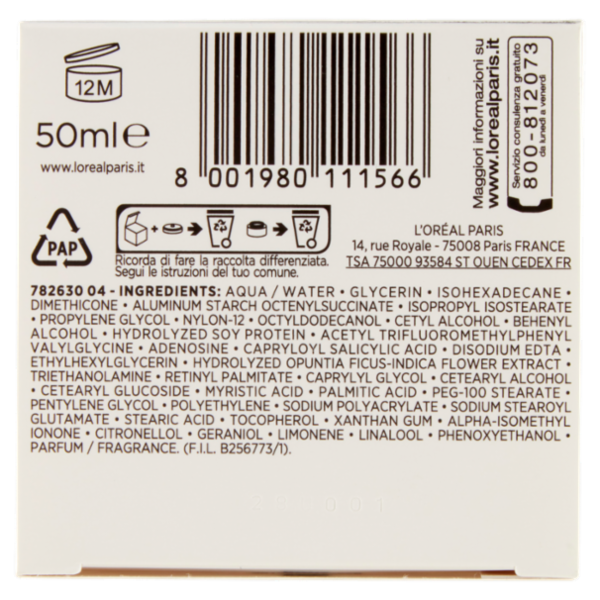 12M
50ml e
www.lorealparis.it
8 001980 111566
Maggiori informazioni su
www.lorealparis.it
Servizio consulenza gratuito
800-812073
da lunedì a venerdì
PAP
Ricorda di fare la raccolta differenziata.
Segui le istruzioni del tuo comune.
L'ORÉAL PARIS
14, rue Royale - 75008 Paris FRANCE
TSA 75000 93584 ST OUEN CEDEX FR
782630 04 - INGREDIENTS: AQUA / WATER • GLYCERIN • ISOHEXADECANE •
DIMETHICONE • ALUMINUM STARCH OCTENYLSUCCINATE • ISOPROPYL ISOSTEARATE
• PROPYLENE GLYCOL • NYLON-12 • OCTYLDODECANOL • CETYL ALCOHOL • BEHENYL
ALCOHOL • HYDROLYZED SOY PROTEIN • ACETYL TRIFLUOROMETHYLPHENYL
VALYLGLYCINE • ADENOSINE • CAPRYLOYL SALICYLIC ACID • DISODIUM EDTA •
ETHYLHEXYLGLYCERIN • HYDROLYZED OPUNTIA FICUS-INDICA FLOWER EXTRACT •
TRIETHANOLAMINE • RETINYL PALMITATE • CAPRYLYL GLYCOL • CETEARYL ALCOHOL
• CETEARYL GLUCOSIDE • MYRISTIC ACID • PALMITIC ACID • PEG-100 STEARATE •
PENTYLENE GLYCOL • POLYETHYLENE • SODIUM POLYACRYLATE • SODIUM STEAROYL
GLUTAMATE • STEARIC ACID • TOCOPHEROL • XANTHAN GUM • ALPHA-ISOMETHYL
IONONE • CITRONELLOL • GERANIOL • LIMONENE • LINALOOL • PHENOXYETHANOL •
PARFUM / FRAGRANCE. (F.I.L. B256773/1).